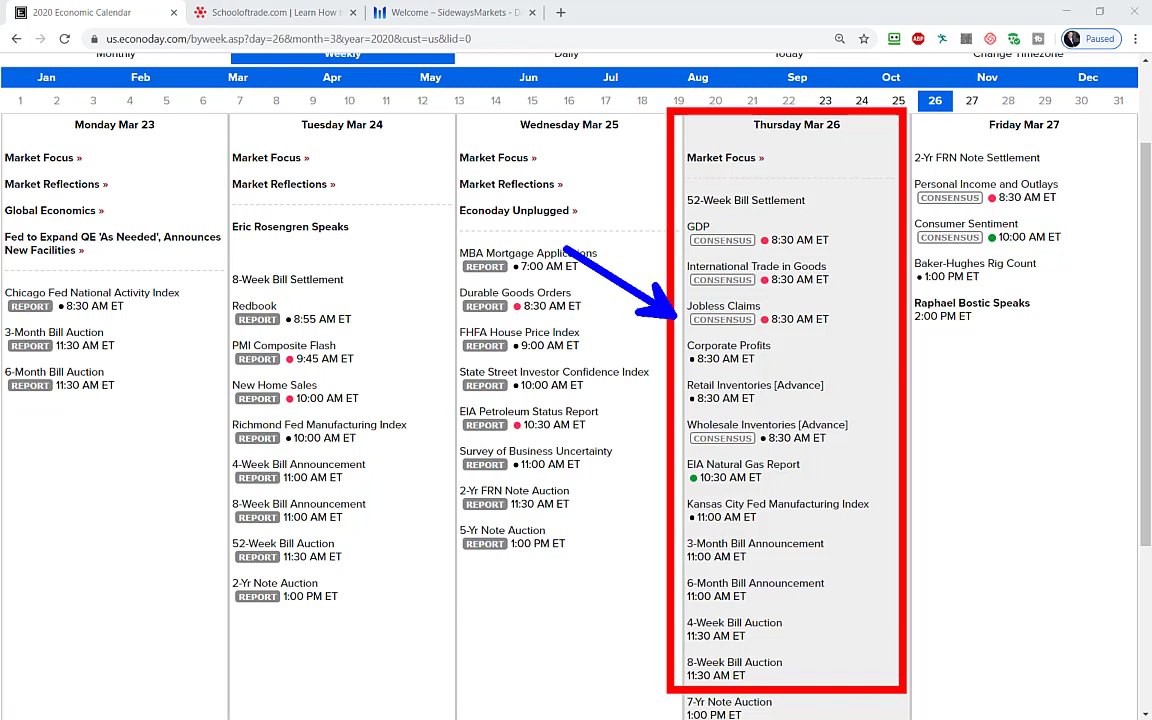 2020 Economic Calendar
Schooloftrade.com | Learn How t
Welcome – SidewaysMarkets - D
us.econoday.com/byweek.asp?day=26&month=3&year=2020&cust=us&lid=0
ABP
Paused
Monthly Weekly Daily Today Change Timezone
Jan Feb Mar Apr May Jun Jul Aug Sep Oct Nov Dec
1 2 3 4 5 6 7 8 9 10 11 12 13 14 15 16 17 18 19 20 21 22 23 24 25 26 27 28 29 30 31
Monday Mar 23
Market Focus »
Market Reflections »
Global Economics »
Fed to Expand QE 'As Needed', Announces
New Facilities »
Chicago Fed National Activity Index
REPORT • 8:30 AM ET
3-Month Bill Auction
REPORT 11:30 AM ET
6-Month Bill Auction
REPORT 11:30 AM ET
Tuesday Mar 24
Market Focus »
Market Reflections »
Eric Rosengren Speaks
8-Week Bill Settlement
Redbook
REPORT • 8:55 AM ET
PMI Composite Flash
REPORT • 9:45 AM ET
New Home Sales
REPORT • 10:00 AM ET
Richmond Fed Manufacturing Index
REPORT • 10:00 AM ET
4-Week Bill Announcement
REPORT 11:00 AM ET
8-Week Bill Announcement
REPORT 11:00 AM ET
52-Week Bill Auction
REPORT 11:30 AM ET
2-Yr Note Auction
REPORT 1:00 PM ET
Wednesday Mar 25
Market Focus »
Market Reflections »
Econoday Unplugged »
MBA Mortgage Applications
REPORT • 7:00 AM ET
Durable Goods Orders
REPORT • 8:30 AM ET
FHFA House Price Index
REPORT • 9:00 AM ET
State Street Investor Confidence Index
REPORT • 10:00 AM ET
EIA Petroleum Status Report
REPORT • 10:30 AM ET
Survey of Business Uncertainty
REPORT • 11:00 AM ET
2-Yr FRN Note Auction
REPORT 11:30 AM ET
5-Yr Note Auction
REPORT 1:00 PM ET
Thursday Mar 26
Market Focus »
52-Week Bill Settlement
GDP
CONSENSUS • 8:30 AM ET
International Trade in Goods
CONSENSUS • 8:30 AM ET
Jobless Claims
CONSENSUS • 8:30 AM ET
Corporate Profits
• 8:30 AM ET
Retail Inventories [Advance]
• 8:30 AM ET
Wholesale Inventories [Advance]
CONSENSUS • 8:30 AM ET
EIA Natural Gas Report
• 10:30 AM ET
Kansas City Fed Manufacturing Index
• 11:00 AM ET
3-Month Bill Announcement
11:00 AM ET
6-Month Bill Announcement
11:00 AM ET
4-Week Bill Auction
11:30 AM ET
8-Week Bill Auction
11:30 AM ET
7-Yr Note Auction
1:00 PM ET
Friday Mar 27
2-Yr FRN Note Settlement
Personal Income and Outlays
CONSENSUS • 8:30 AM ET
Consumer Sentiment
CONSENSUS • 10:00 AM ET
Baker-Hughes Rig Count
• 1:00 PM ET
Raphael Bostic Speaks
2:00 PM ET